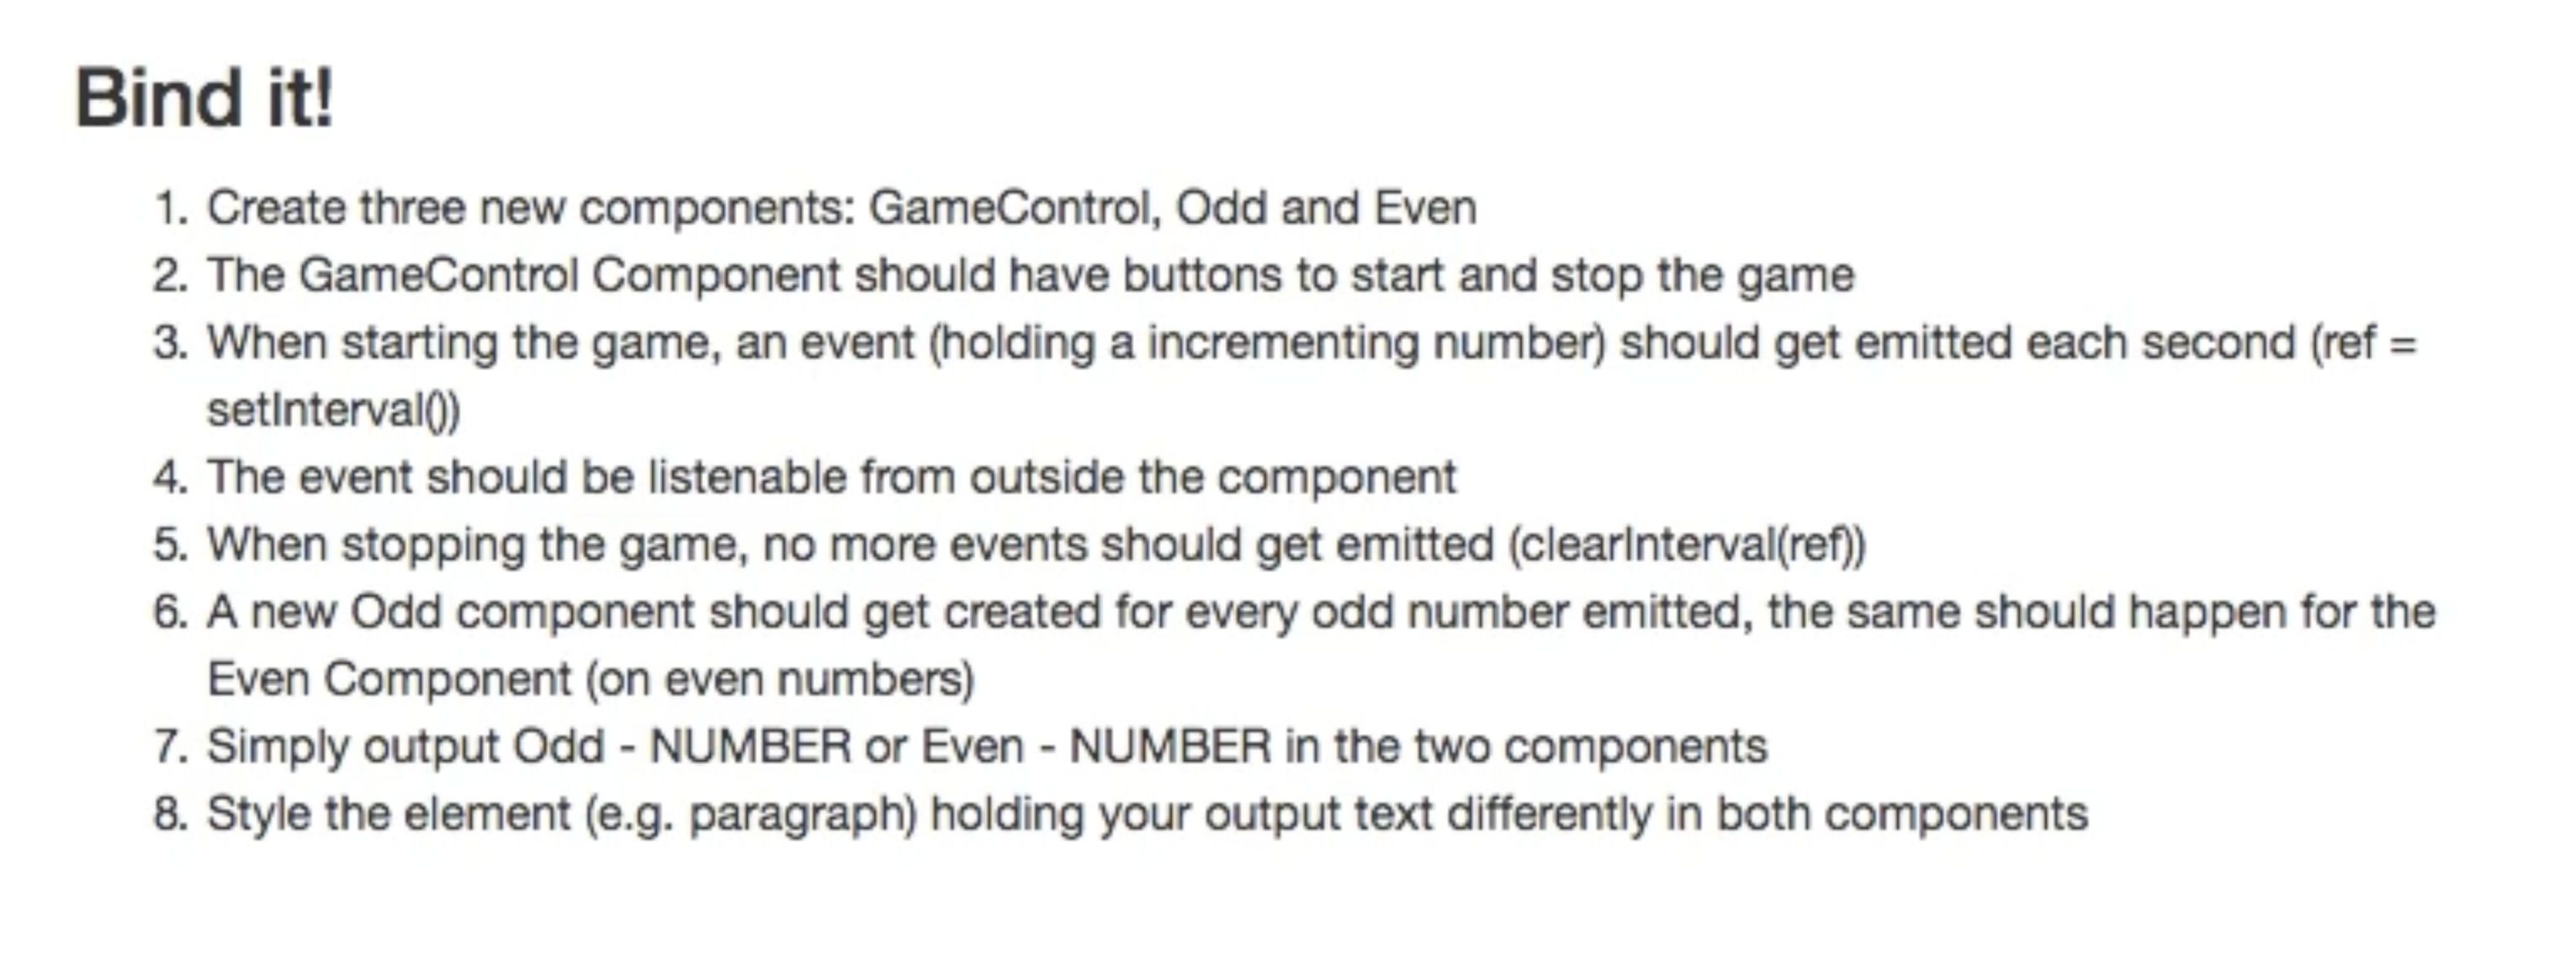 Bind it!
1. Create three new components: GameControl, Odd and Even
2. The GameControl Component should have buttons to start and stop the game
3. When starting the game, an event (holding a incrementing number) should get emitted each second (ref =
setInterval())
4. The event should be listenable from outside the component
5. When stopping the game, no more events should get emitted (clearInterval(ref))
6. A new Odd component should get created for every odd number emitted, the same should happen for the
Even Component (on even numbers)
7. Simply output Odd - NUMBER or Even - NUMBER in the two components
8. Style the element (e.g. paragraph) holding your output text differently in both components